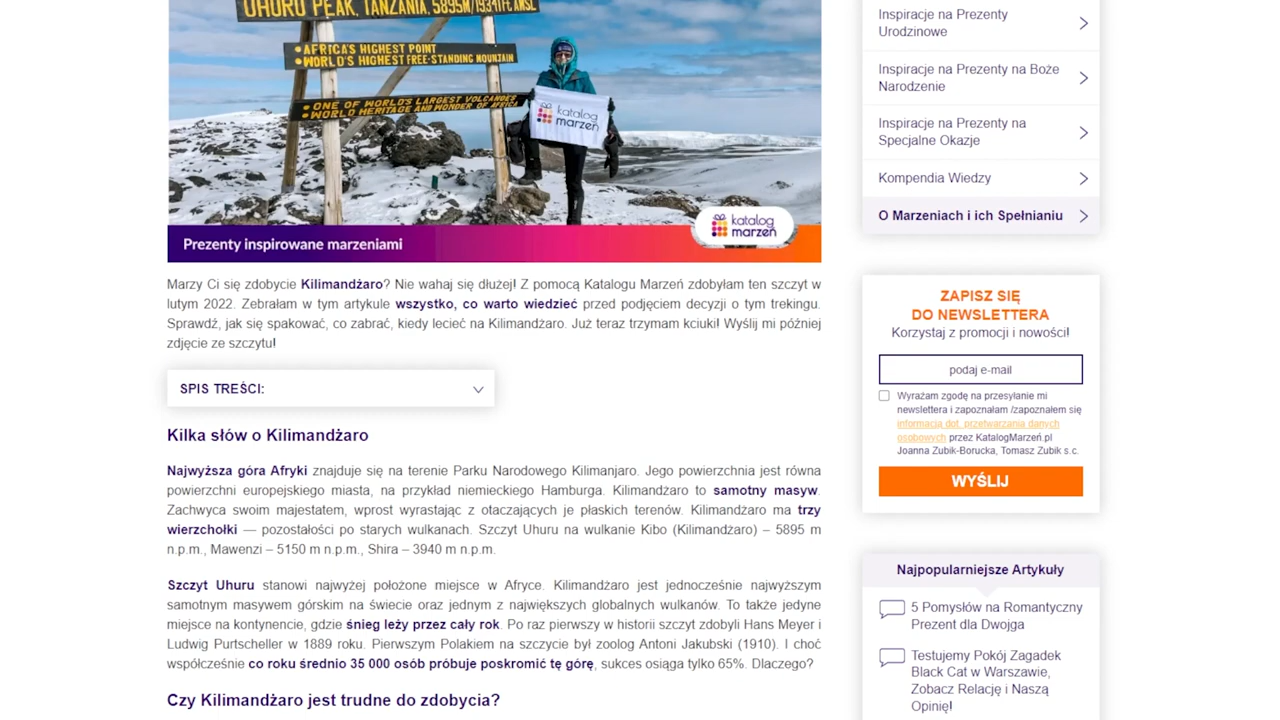 UHURU PEAK, TANZANIA, 5895M/19341Ft. AMSL
• AFRICA'S HIGHEST POINT
• WORLD'S HIGHEST FREE-STANDING MOUNTAIN
• ONE OF WORLD'S LARGEST VOLCANOES
• WORLD HERITAGE AND WONDER OF AFRICA
katalog
marzeń
katalog
marzeń
Prezenty inspirowane marzeniami
Marzy Ci się zdobycie Kilimandżaro? Nie wahaj się dłużej! Z pomocą Katalogu Marzeń zdobyłam ten szczyt w
lutym 2022. Zebrałam w tym artykule wszystko, co warto wiedzieć przed podjęciem decyzji o tym trekingu.
Sprawdź, jak się spakować, co zabrać, kiedy lecieć na Kilimandżaro. Już teraz trzymam kciuki! Wyślij mi później
zdjęcie ze szczytu!
SPIS TREŚCI:
Kilka słów o Kilimandżaro
Najwyższa góra Afryki znajduje się na terenie Parku Narodowego Kilimanjaro. Jego powierzchnia jest równa
powierzchni europejskiego miasta, na przykład niemieckiego Hamburga. Kilimandżaro to samotny masyw.
Zachwyca swoim majestatem, wprost wyrastając z otaczających je płaskich terenów. Kilimandżaro ma trzy
wierzchołki — pozostałości po starych wulkanach. Szczyt Uhuru na wulkanie Kibo (Kilimandżaro) – 5895 m
n.p.m., Mawenzi – 5150 m n.p.m., Shira – 3940 m n.p.m.
Szczyt Uhuru stanowi najwyżej położone miejsce w Afryce. Kilimandżaro jest jednocześnie najwyższym
samotnym masywem górskim na świecie oraz jednym z największych globalnych wulkanów. To także jedyne
miejsce na kontynencie, gdzie śnieg leży przez cały rok. Po raz pierwszy w historii szczyt zdobyli Hans Meyer i
Ludwig Purtscheller w 1889 roku. Pierwszym Polakiem na szczycie był zoolog Antoni Jakubski (1910). I choć
współcześnie co roku średnio 35 000 osób próbuje poskromić tę górę, sukces osiąga tylko 65%. Dlaczego?
Czy Kilimandżaro jest trudne do zdobycia?
Inspiracje na Prezenty
Urodzinowe
Inspiracje na Prezenty na Boże
Narodzenie
Inspiracje na Prezenty na
Specjalne Okazje
Kompendia Wiedzy
O Marzeniach i ich Spełnianiu
ZAPISZ SIĘ
DO NEWSLETTERA
Korzystaj z promocji i nowości!
podaj e-mail
Wyrażam zgodę na przesyłanie mi
newslettera i zapoznałam /zapoznałem się
informacją dot. przetwarzania danych
osobowych przez KatalogMarzeń.pl
Joanna Zubik-Borucka, Tomasz Zubik s.c.
WYŚLIJ
Najpopularniejsze Artykuły
5 Pomysłów na Romantyczny
Prezent dla Dwojga
Testujemy Pokój Zagadek
Black Cat w Warszawie,
Zobacz Relację i Naszą
Opinię!